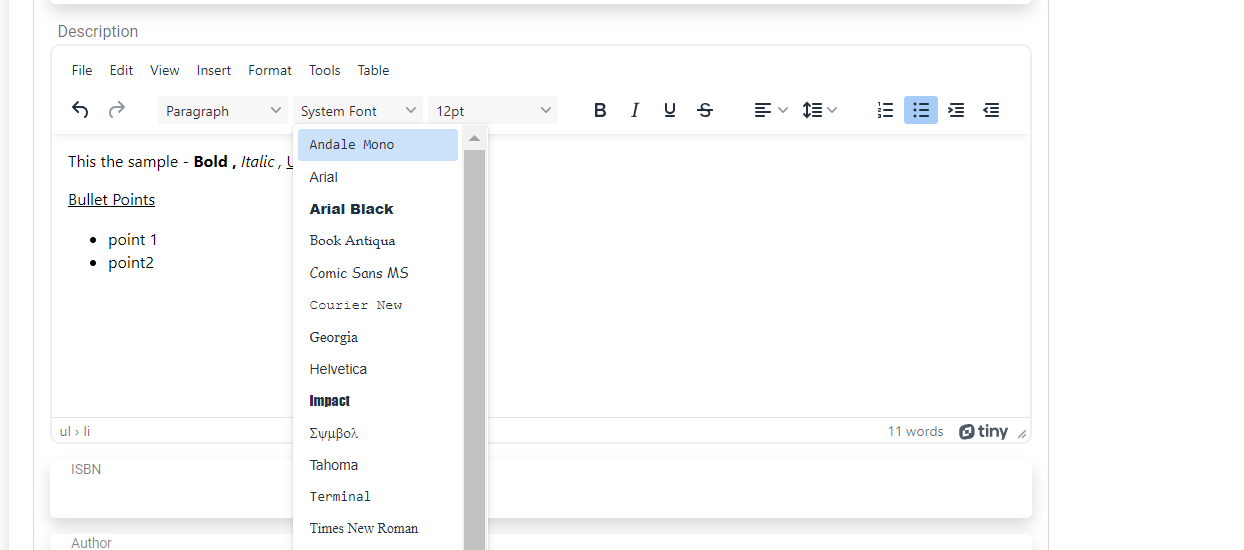 Description
File Edit View Insert Format Tools Table
Paragraph System Font 12pt B I U S
This the sample - Bold , Italic , U
Bullet Points
• point 1
• point2
Andale Mono
Arial
Arial Black
Book Antiqua
Comic Sans MS
Courier New
Georgia
Helvetica
Impact
Σψμβολ
Tahoma
Terminal
Times New Roman
ul › li 11 words tiny
ISBN
Author